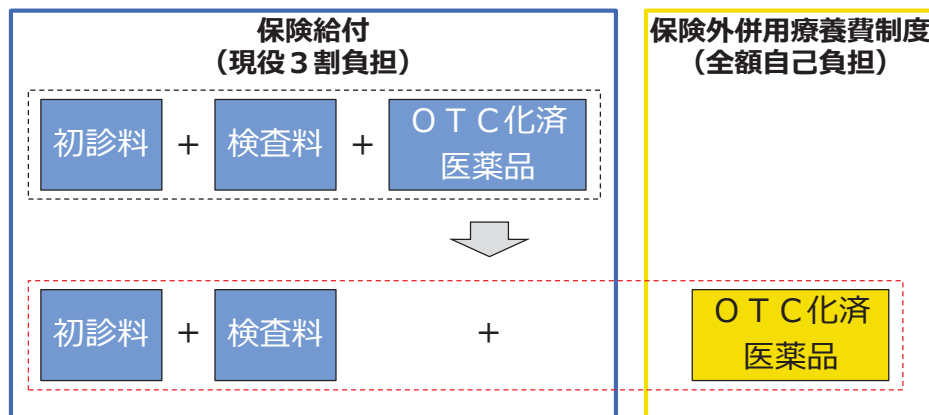 保険給付
（現役３割負担）
保険外併用療養費制度
（全額自己負担）
初診料 + 検査料 + ＯＴＣ化済
医薬品
初診料 + 検査料 + ＯＴＣ化済
医薬品